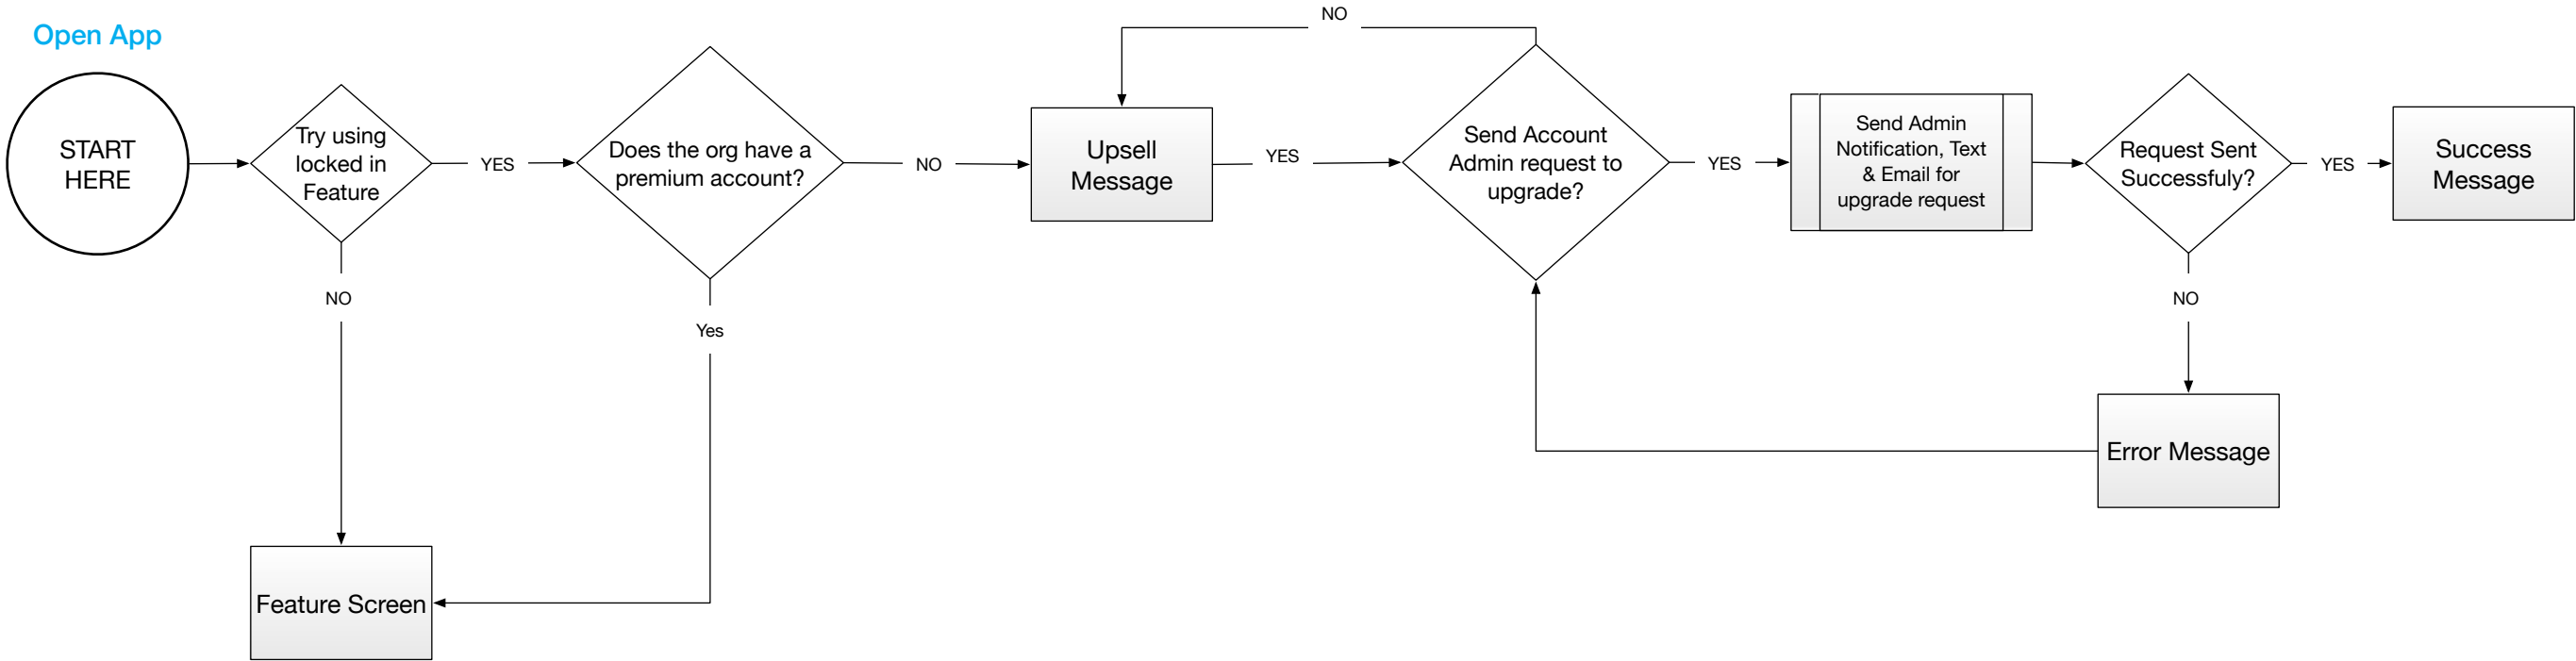 Open App
START
HERE
Try using
locked in
Feature
YES
NO
Does the org have a
premium account?
NO
Yes
Feature Screen
Upsell
Message
YES
NO
Send Account
Admin request to
upgrade?
YES
Send Admin
Notification, Text
& Email for
upgrade request
Request Sent
Successfuly?
YES
NO
Success
Message
Error Message